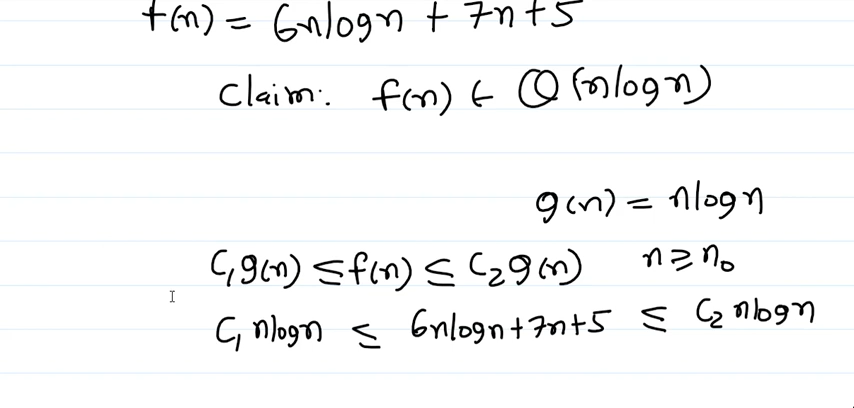 f(n) = 6nlogn + 7n + 5
Claim: f(n) ∈ Θ(nlogn)
g(n) = nlogn
C₁g(n) ≤ f(n) ≤ C₂g(n) n ≥ n₀
C₁ nlogn ≤ 6nlogn + 7n + 5 ≤ C₂ nlogn